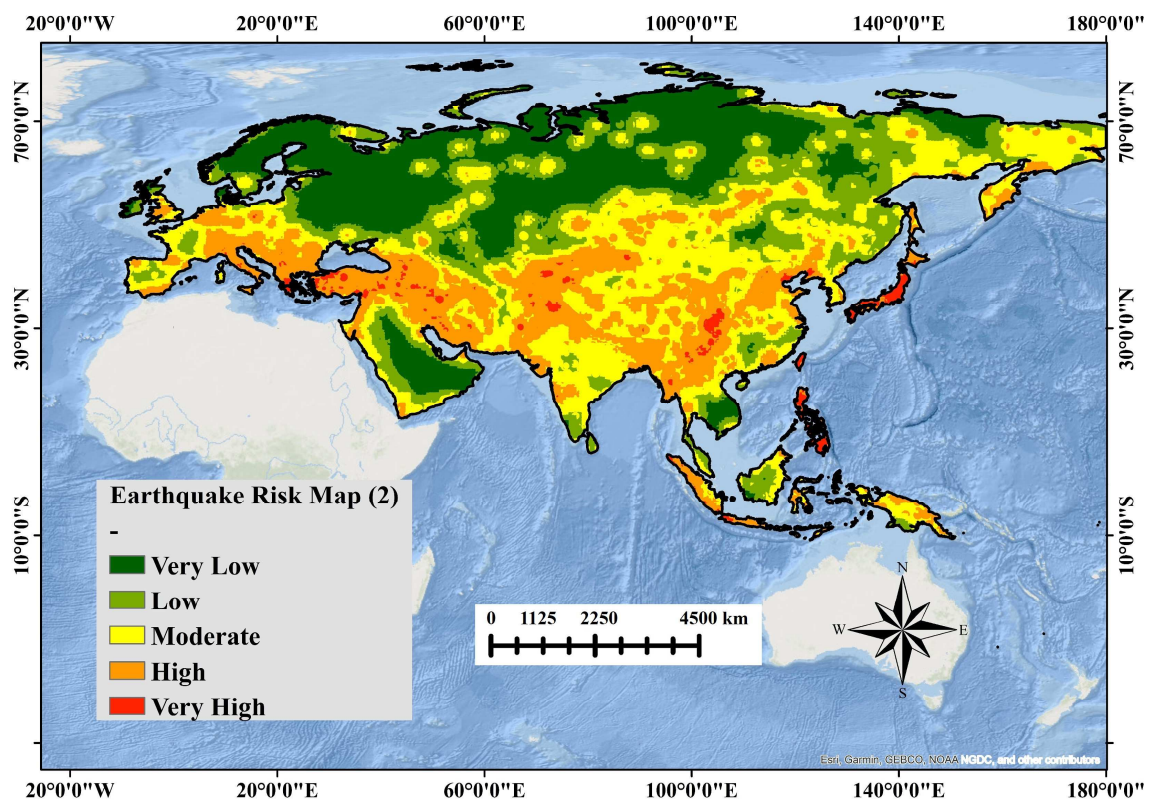 20°0'0"W 20°0'0"E 60°0'0"E 100°0'0"E 140°0'0"E 180°0'0"
70°0'0"N
70°0'0"N
30°0'0"N
30°0'0"N
10°0'0"S
10°0'0"S
Earthquake Risk Map (2)
-
Very Low
Low
Moderate
High
Very High
0 1125 2250 4500 km
N
W E
S
Esri, Garmin, GEBCO, NOAA NGDC, and other contributors
20°0'0"W 20°0'0"E 60°0'0"E 100°0'0"E 140°0'0"E 180°0'0"